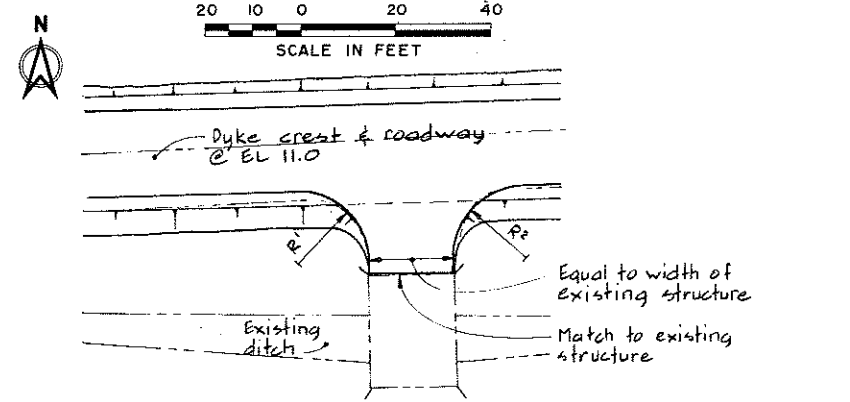 20 10 0 20 40
SCALE IN FEET
N
Dyke crest & roadway
@ EL 11.0
R1
R2
Equal to width of
existing structure
Match to existing
structure
Existing
ditch